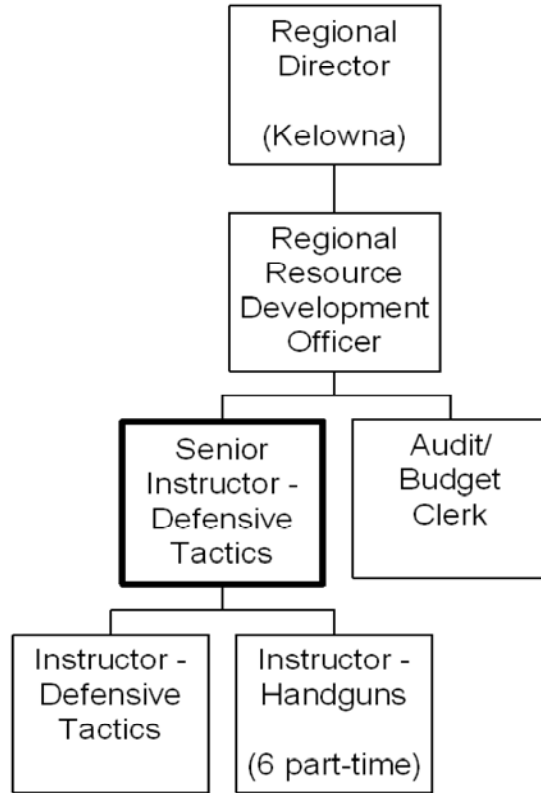 Regional
Director
(Kelowna)
Regional
Resource
Development
Officer
Senior
Instructor -
Defensive
Tactics
Audit/
Budget
Clerk
Instructor -
Defensive
Tactics
Instructor -
Handguns
(6 part-time)